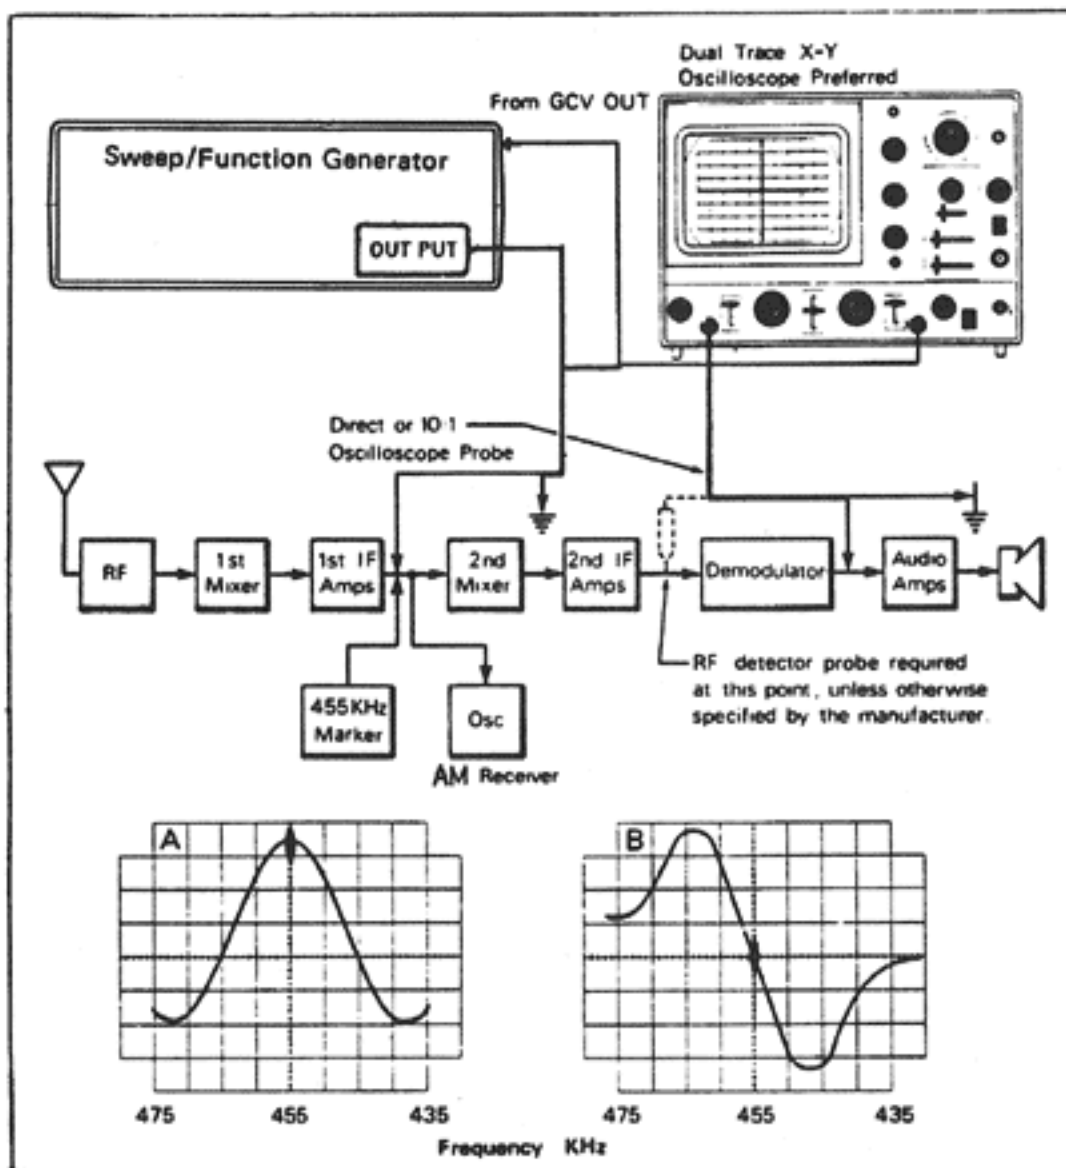 Dual Trace X-Y
Oscilloscope Preferred
From GCV OUT
Sweep/Function Generator
OUT PUT
Direct or 10:1
Oscilloscope Probe
RF
1st
Mixer
1st IF
Amps
2nd
Mixer
2nd IF
Amps
Demodulator
Audio
Amps
455KHz
Marker
Osc
RF detector probe required
at this point, unless otherwise
specified by the manufacturer.
AM Receiver
A
B
475 455 435
475 455 435
Frequency KHz